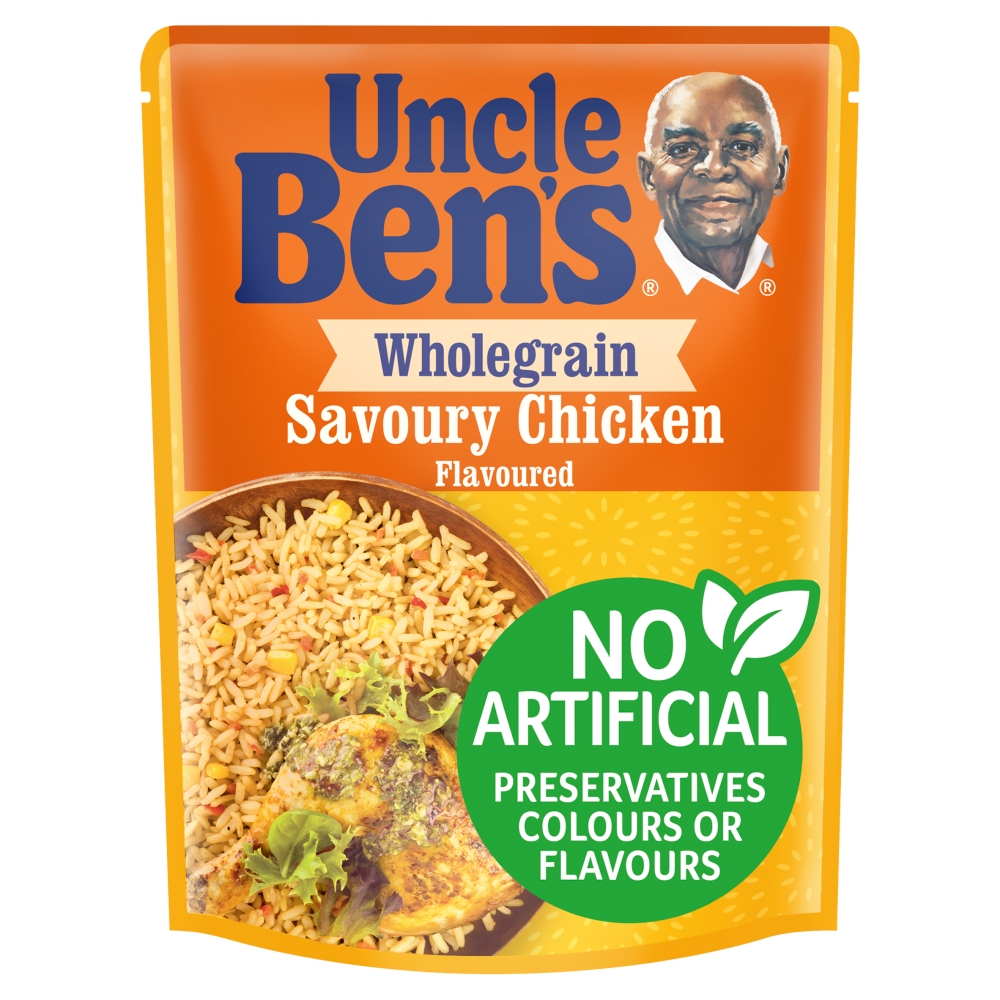 Uncle
Ben's
® ®
Wholegrain
Savoury Chicken
Flavoured
NO
ARTIFICIAL
PRESERVATIVES
COLOURS OR
FLAVOURS